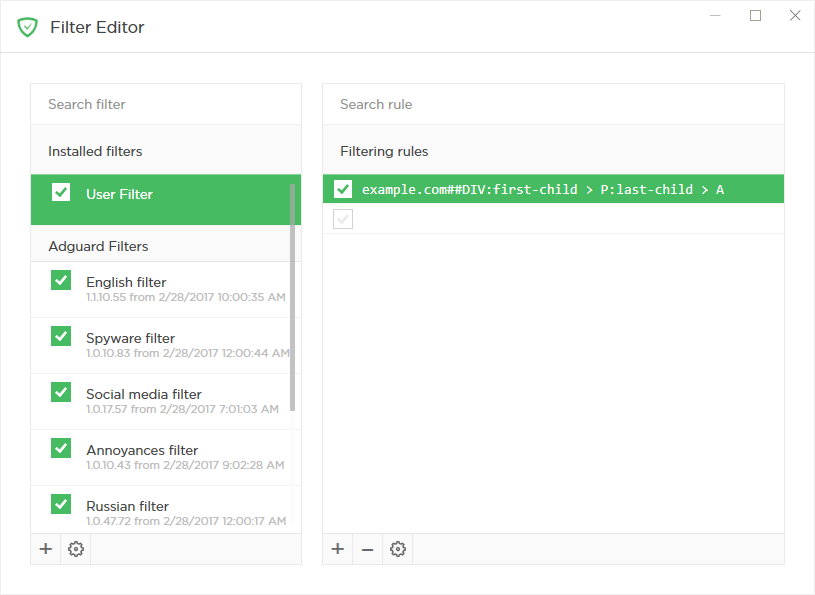 Filter Editor
Search filter
Installed filters
User Filter
Adguard Filters
English filter
1.1.10.55 from 2/28/2017 10:00:35 AM
Spyware filter
1.0.10.83 from 2/28/2017 12:00:44 AM
Social media filter
1.0.17.57 from 2/28/2017 7:01:03 AM
Annoyances filter
1.0.10.43 from 2/28/2017 9:02:28 AM
Russian filter
1.0.47.72 from 2/28/2017 12:00:17 AM
Search rule
Filtering rules
example.com##DIV:first-child > P:last-child > A